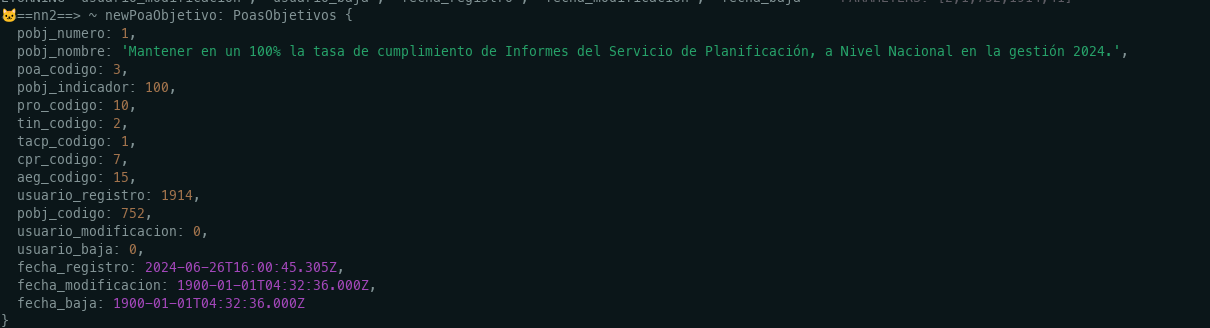 🐱==nn2==> ~ newPoaObjetivo: PoasObjetivos {
  pobj_numero: 1,
  pobj_nombre: 'Mantener en un 100% la tasa de cumplimiento de Informes del Servicio de Planificación, a Nivel Nacional en la gestión 2024.',
  poa_codigo: 3,
  pobj_indicador: 100,
  pro_codigo: 10,
  tin_codigo: 2,
  tacp_codigo: 1,
  cpr_codigo: 7,
  aeg_codigo: 15,
  usuario_registro: 1914,
  pobj_codigo: 752,
  usuario_modificacion: 0,
  usuario_baja: 0,
  fecha_registro: 2024-06-26T16:00:45.305Z,
  fecha_modificacion: 1900-01-01T04:32:36.000Z,
  fecha_baja: 1900-01-01T04:32:36.000Z
}